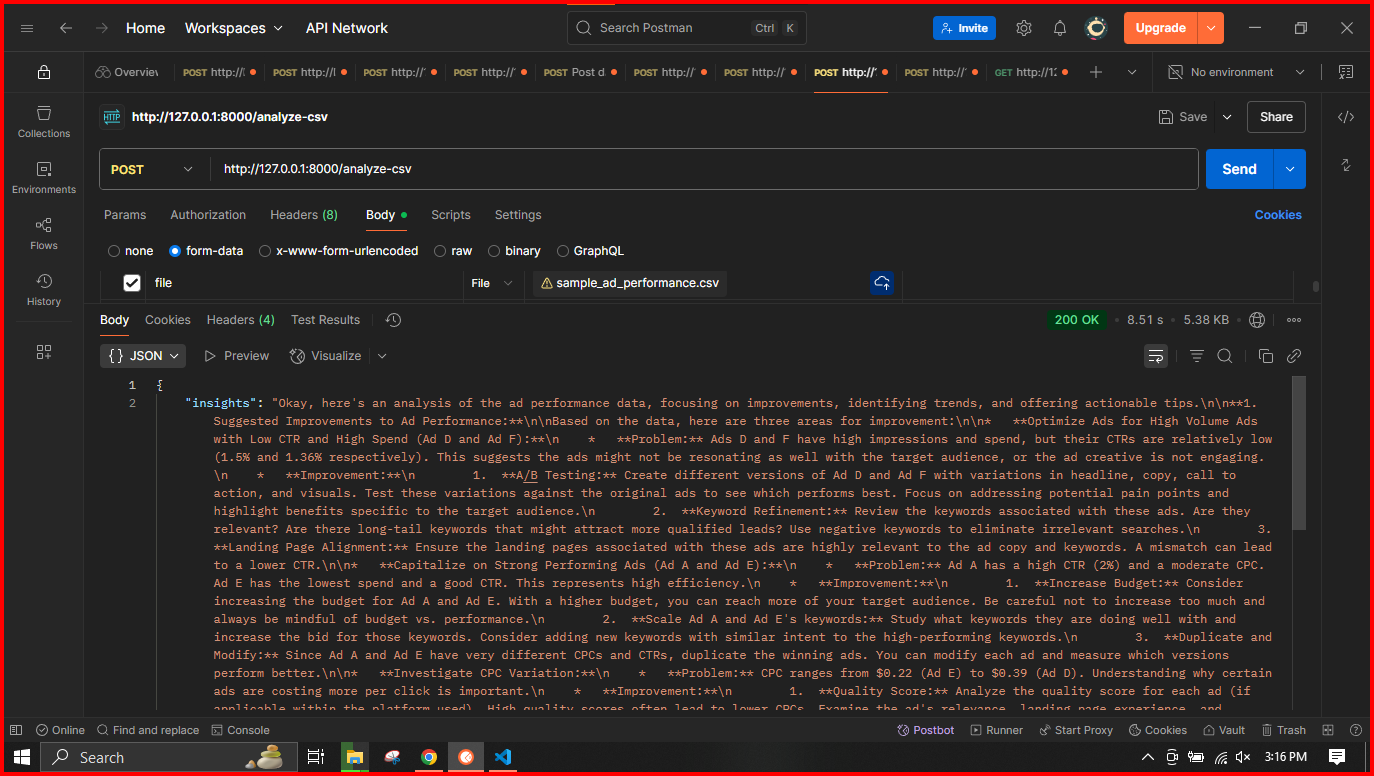 Home Workspaces API Network Search Postman Ctrl K Invite Upgrade
Overview POST http://l POST http://l POST http://' POST http://' POST Post d POST http://' POST http://' POST http://' POST http://' GET http://12 No environment
HTTP http://127.0.0.1:8000/analyze-csv Save Share
Collections
POST http://127.0.0.1:8000/analyze-csv Send
Environments
Params Authorization Headers (8) Body Scripts Settings Cookies
Flows
none form-data x-www-form-urlencoded raw binary GraphQL
History
file File sample_ad_performance.csv
Body Cookies Headers (4) Test Results 200 OK 8.51 s 5.38 KB
{} JSON Preview Visualize
1 {
2 "insights": "Okay, here's an analysis of the ad performance data, focusing on improvements, identifying trends, and offering actionable tips.\n\n**1.
Suggested Improvements to Ad Performance:**\n\nBased on the data, here are three areas for improvement:\n\n* **Optimize Ads for High Volume Ads
with Low CTR and High Spend (Ad D and Ad F):**\n * **Problem:** Ads D and F have high impressions and spend, but their CTRs are relatively low
(1.5% and 1.36% respectively). This suggests the ads might not be resonating as well with the target audience, or the ad creative is not engaging.
\n * **Improvement:**\n 1. **A/B Testing:** Create different versions of Ad D and Ad F with variations in headline, copy, call to
action, and visuals. Test these variations against the original ads to see which performs best. Focus on addressing potential pain points and
highlight benefits specific to the target audience.\n 2. **Keyword Refinement:** Review the keywords associated with these ads. Are they
relevant? Are there long-tail keywords that might attract more qualified leads? Use negative keywords to eliminate irrelevant searches.\n 3.
**Landing Page Alignment:** Ensure the landing pages associated with these ads are highly relevant to the ad copy and keywords. A mismatch can lead
to a lower CTR.\n\n* **Capitalize on Strong Performing Ads (Ad A and Ad E):**\n * **Problem:** Ad A has a high CTR (2%) and a moderate CPC.
Ad E has the lowest spend and a good CTR. This represents high efficiency.\n * **Improvement:**\n 1. **Increase Budget:** Consider
increasing the budget for Ad A and Ad E. With a higher budget, you can reach more of your target audience. Be careful not to increase too much and
always be mindful of budget vs. performance.\n 2. **Scale Ad A and Ad E's keywords:** Study what keywords they are doing well with and
increase the bid for those keywords. Consider adding new keywords with similar intent to the high-performing keywords.\n 3. **Duplicate and
Modify:** Since Ad A and Ad E have very different CPCs and CTRs, duplicate the winning ads. You can modify each ad and measure which versions
perform better.\n\n* **Investigate CPC Variation:**\n * **Problem:** CPC ranges from $0.22 (Ad E) to $0.39 (Ad D). Understanding why certain
ads are costing more per click is important.\n * **Improvement:**\n 1. **Quality Score:** Analyze the quality score for each ad (if
applicable within the platform used). High quality scores often lead to lower CPCs. Examine the ad's relevance, landing page experience, and
Online Find and replace Console Postbot Runner Start Proxy Cookies Vault Trash
Search 3:16 PM